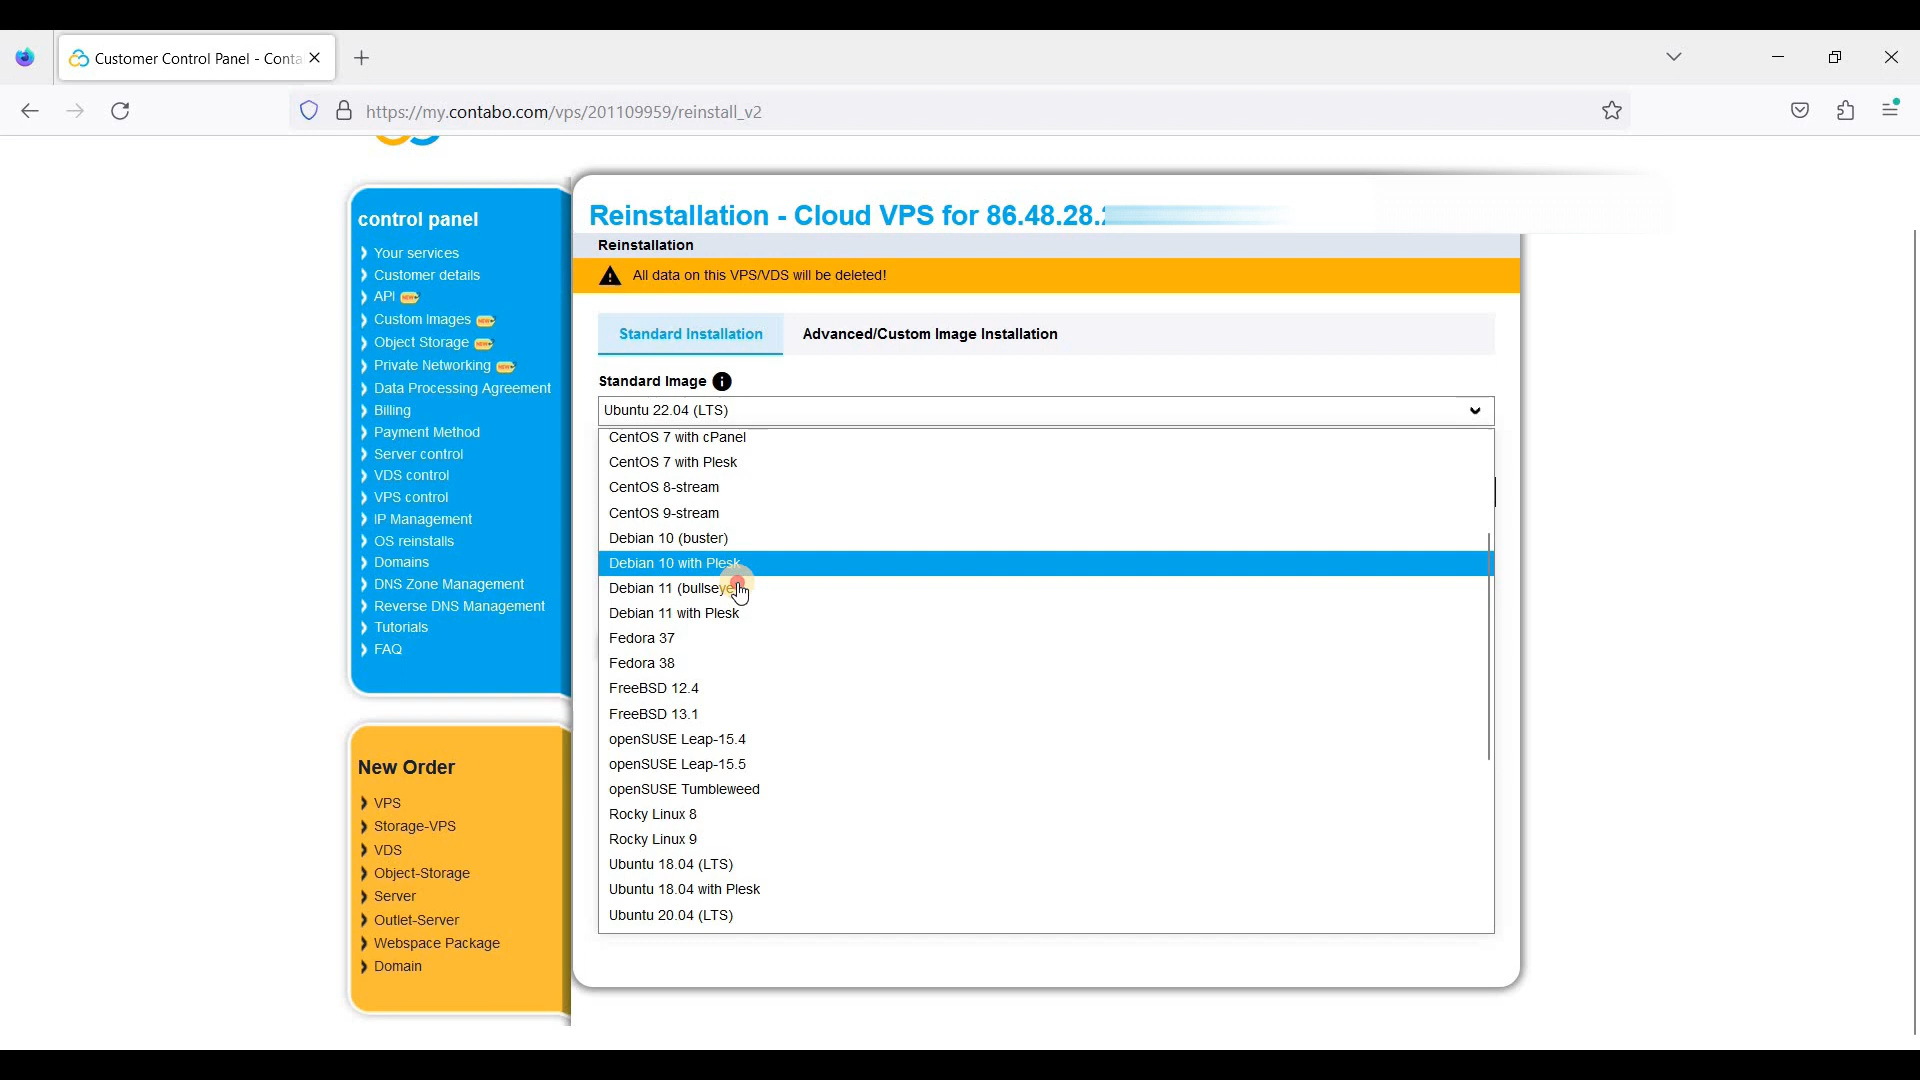 Customer Control Panel - Conta
https://my.contabo.com/vps/201109959/reinstall_v2
control panel
Your services
Customer details
API NEW
Custom Images NEW
Object Storage NEW
Private Networking NEW
Data Processing Agreement
Billing
Payment Method
Server control
VDS control
VPS control
IP Management
OS reinstalls
Domains
DNS Zone Management
Reverse DNS Management
Tutorials
FAQ
New Order
VPS
Storage-VPS
VDS
Object-Storage
Server
Outlet-Server
Webspace Package
Domain
Reinstallation - Cloud VPS for 86.48.28.
Reinstallation
All data on this VPS/VDS will be deleted!
Standard Installation Advanced/Custom Image Installation
Standard Image i
Ubuntu 22.04 (LTS)
CentOS 7 with cPanel
CentOS 7 with Plesk
CentOS 8-stream
CentOS 9-stream
Debian 10 (buster)
Debian 10 with Plesk
Debian 11 (bullseye)
Debian 11 with Plesk
Fedora 37
Fedora 38
FreeBSD 12.4
FreeBSD 13.1
openSUSE Leap-15.4
openSUSE Leap-15.5
openSUSE Tumbleweed
Rocky Linux 8
Rocky Linux 9
Ubuntu 18.04 (LTS)
Ubuntu 18.04 with Plesk
Ubuntu 20.04 (LTS)